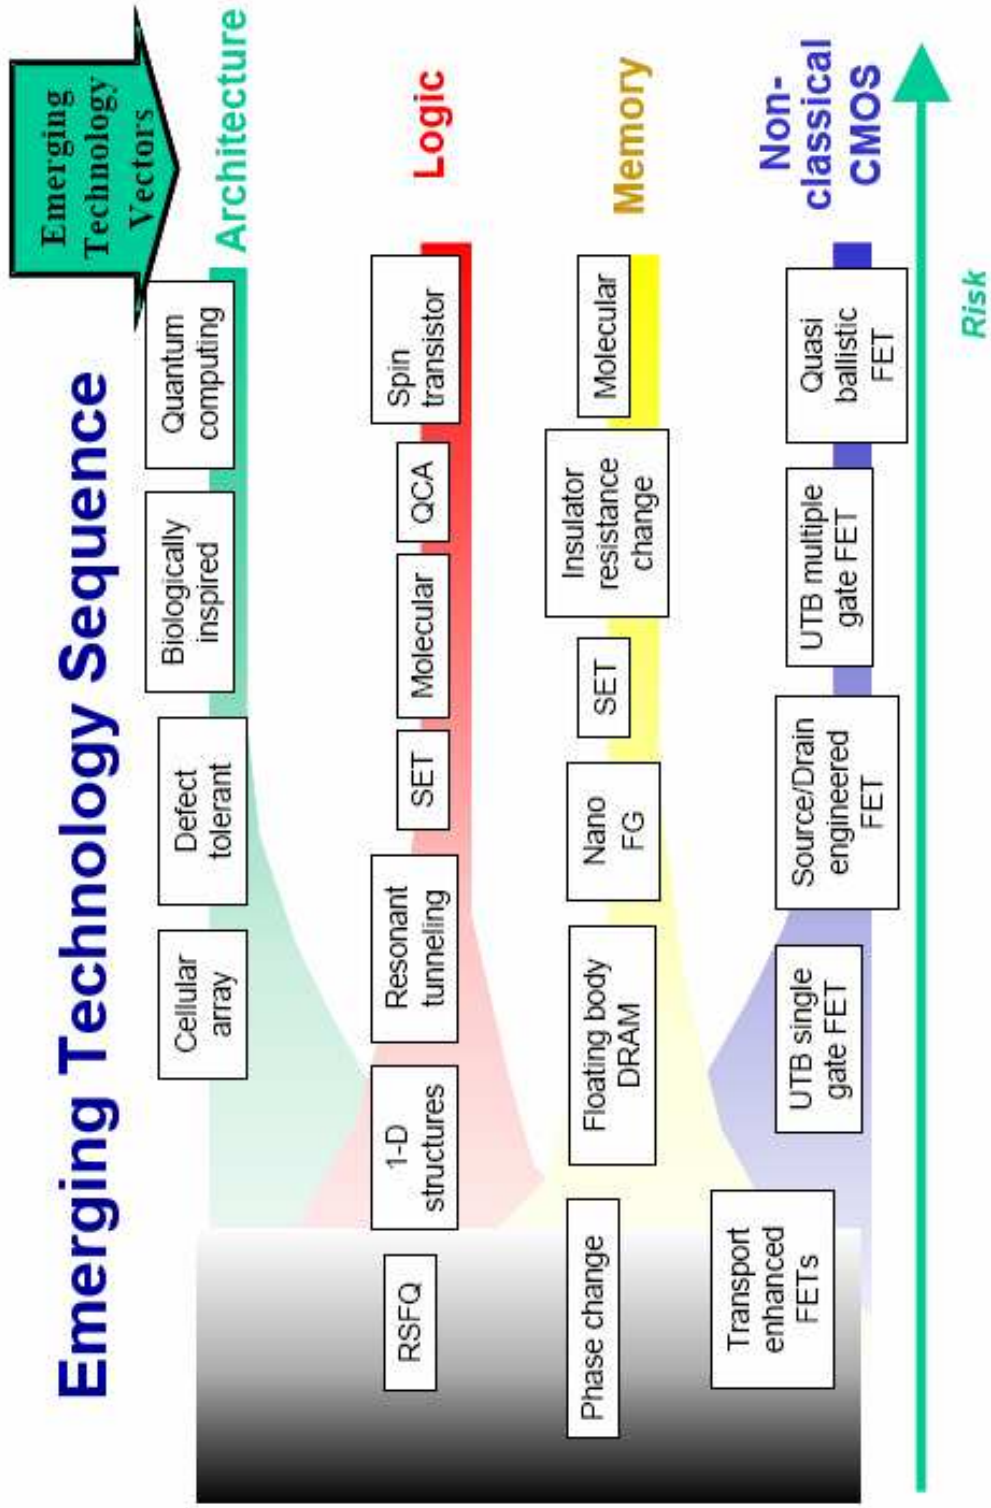 Emerging Technology Sequence
Emerging
Technology
Vectors
Cellular
array
Defect
tolerant
Biologically
inspired
Quantum
computing
Architecture
RSFQ
1-D
structures
Resonant
tunneling
SET
Molecular
QCA
Spin
transistor
Logic
Phase change
Floating body
DRAM
Nano
FG
SET
Insulator
resistance
change
Molecular
Memory
Transport
enhanced
FETs
UTB single
gate FET
Source/Drain
engineered
FET
UTB multiple
gate FET
Quasi
ballistic
FET
Non-
classical
CMOS
Risk